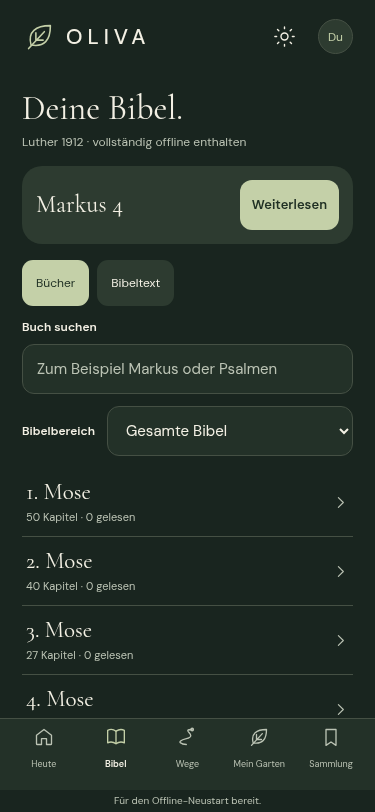 OLIVA
Du
Deine Bibel.
Luther 1912 · vollständig offline enthalten
Markus 4
Weiterlesen
Bücher
Bibeltext
Buch suchen
Zum Beispiel Markus oder Psalmen
Bibelbereich
Gesamte Bibel
1. Mose
50 Kapitel · 0 gelesen
2. Mose
40 Kapitel · 0 gelesen
3. Mose
27 Kapitel · 0 gelesen
4. Mose
Heute
Bibel
Wege
Mein Garten
Sammlung
Für den Offline-Neustart bereit.